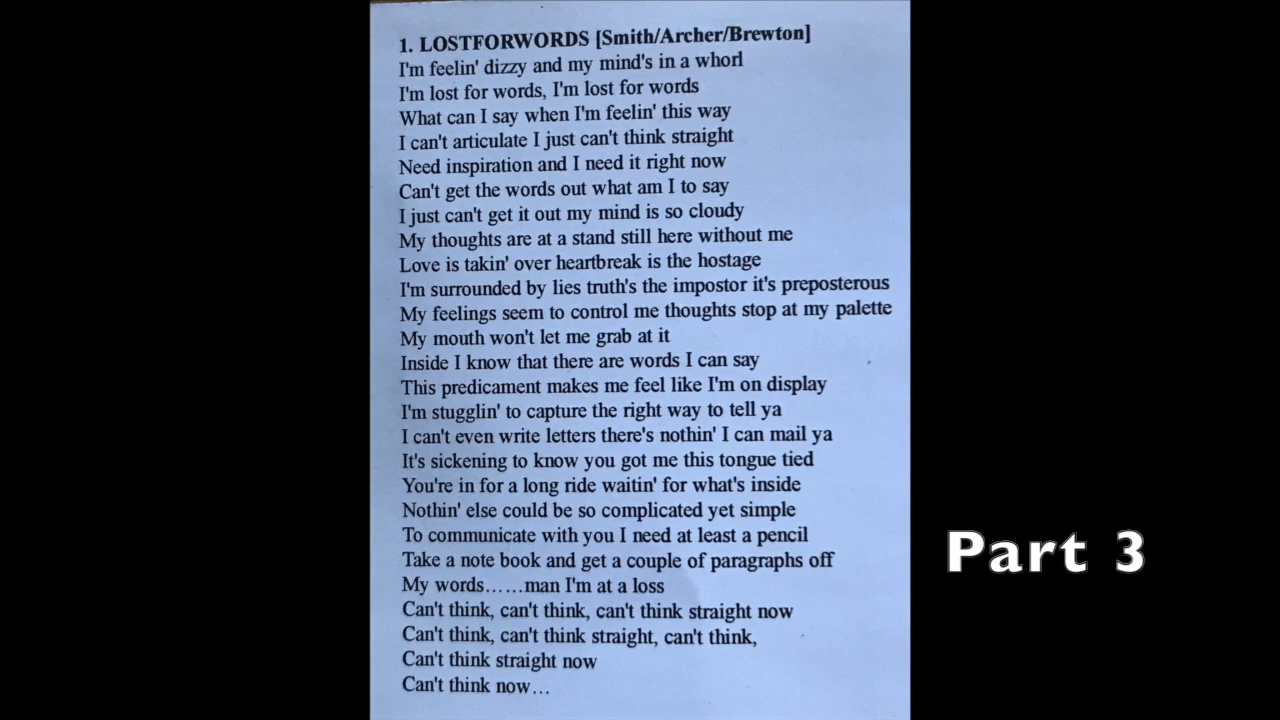 1. LOSTFORWORDS [Smith/Archer/Brewton]
I'm feelin' dizzy and my mind's in a whorl
I'm lost for words, I'm lost for words
What can I say when I'm feelin' this way
I can't articulate I just can't think straight
Need inspiration and I need it right now
Can't get the words out what am I to say
I just can't get it out my mind is so cloudy
My thoughts are at a stand still here without me
Love is takin' over heartbreak is the hostage
I'm surrounded by lies truth's the impostor it's preposterous
My feelings seem to control me thoughts stop at my palette
My mouth won't let me grab at it
Inside I know that there are words I can say
This predicament makes me feel like I'm on display
I'm stugglin' to capture the right way to tell ya
I can't even write letters there's nothin' I can mail ya
It's sickening to know you got me this tongue tied
You're in for a long ride waitin' for what's inside
Nothin' else could be so complicated yet simple
To communicate with you I need at least a pencil
Take a note book and get a couple of paragraphs off
My words......man I'm at a loss
Can't think, can't think, can't think straight now
Can't think, can't think straight, can't think,
Can't think straight now
Can't think now...
Part 3